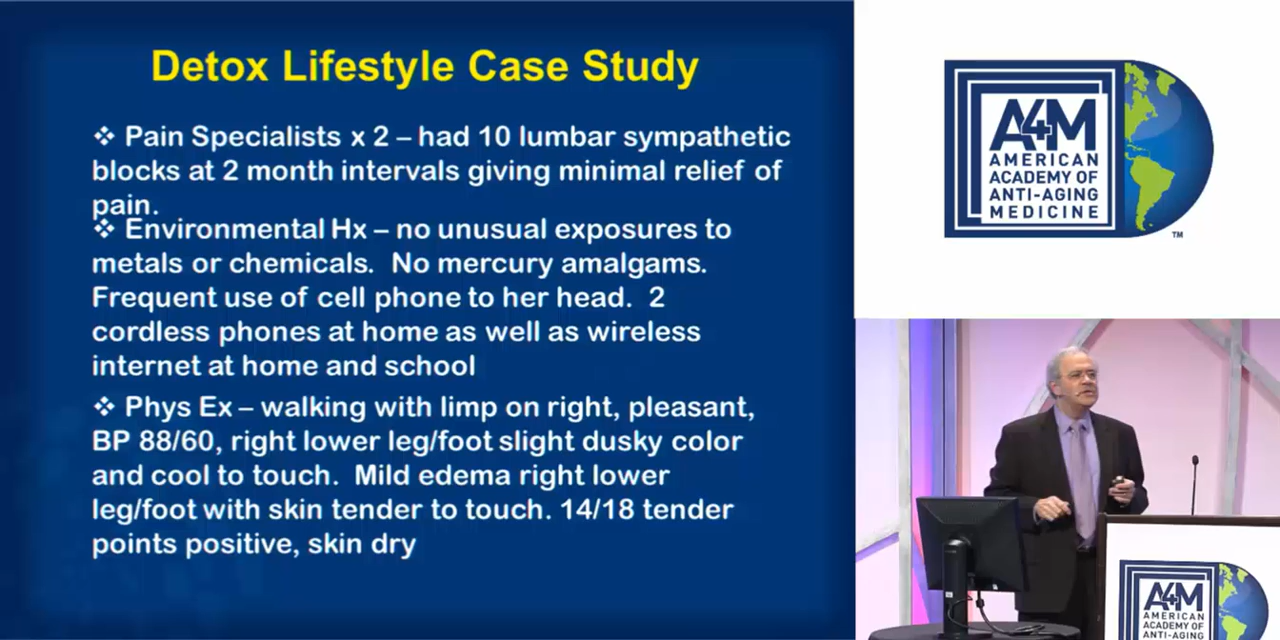 Detox Lifestyle Case Study
❖ Pain Specialists x 2 – had 10 lumbar sympathetic
blocks at 2 month intervals giving minimal relief of
pain.
❖ Environmental Hx – no unusual exposures to
metals or chemicals.  No mercury amalgams.
Frequent use of cell phone to her head.  2
cordless phones at home as well as wireless
internet at home and school
❖ Phys Ex – walking with limp on right, pleasant,
BP 88/60, right lower leg/foot slight dusky color
and cool to touch.  Mild edema right lower
leg/foot with skin tender to touch. 14/18 tender
points positive, skin dry
A4M
AMERICAN
ACADEMY OF
ANTI-AGING
MEDICINE
™
A4M
AMERICAN
ACADEMY OF
ANTI-AGING